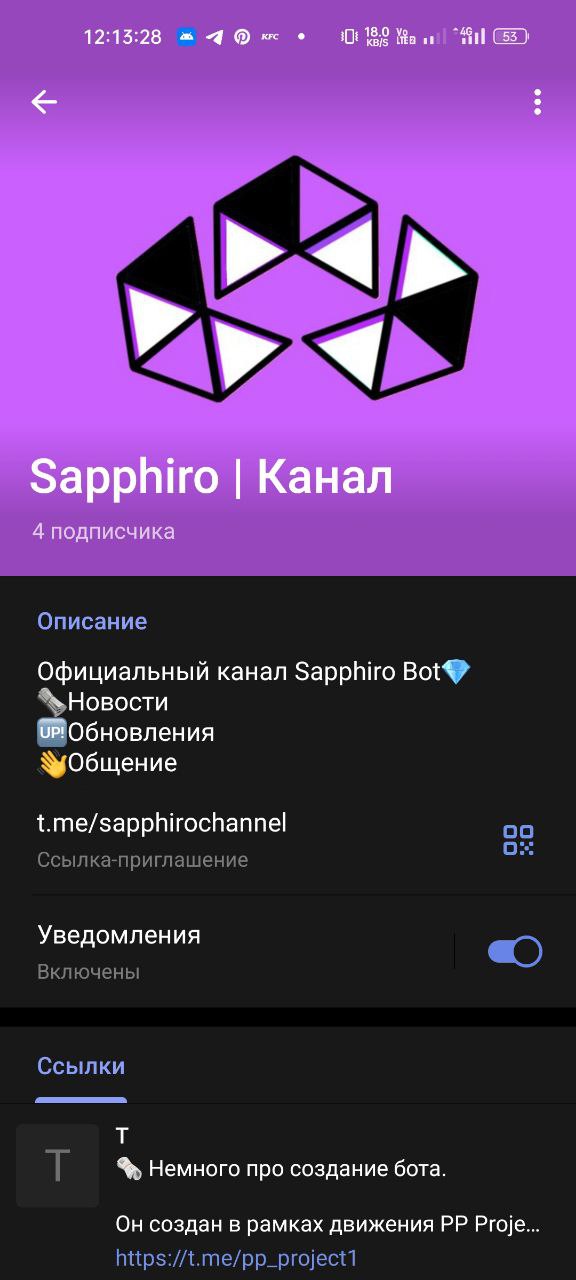 12:13:28 KFC 18.0 KB/S Vo LTE2 4G 53
Sapphiro | Канал
4 подписчика
Описание
Официальный канал Sapphiro Bot💎
🗞Новости
🆙Обновления
👋Общение
t.me/sapphirochannel
Ссылка-приглашение
Уведомления
Включены
Ссылки
T
T
🗞 Немного про создание бота.
Он создан в рамках движения PP Proje...
https://t.me/pp_project1